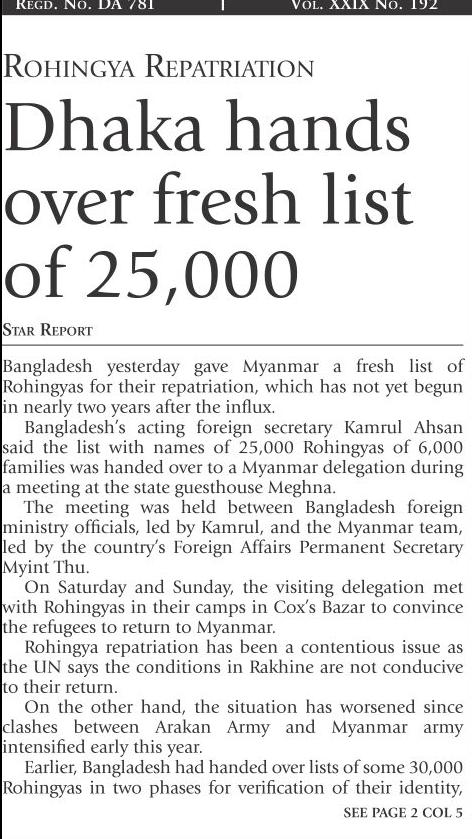 REGD. NO. DA 781 | VOL. XXIX NO. 192
ROHINGYA REPATRIATION
Dhaka hands
over fresh list
of 25,000
STAR REPORT
Bangladesh yesterday gave Myanmar a fresh list of
Rohingyas for their repatriation, which has not yet begun
in nearly two years after the influx.
Bangladesh's acting foreign secretary Kamrul Ahsan
said the list with names of 25,000 Rohingyas of 6,000
families was handed over to a Myanmar delegation during
a meeting at the state guesthouse Meghna.
The meeting was held between Bangladesh foreign
ministry officials, led by Kamrul, and the Myanmar team,
led by the country's Foreign Affairs Permanent Secretary
Myint Thu.
On Saturday and Sunday, the visiting delegation met
with Rohingyas in their camps in Cox's Bazar to convince
the refugees to return to Myanmar.
Rohingya repatriation has been a contentious issue as
the UN says the conditions in Rakhine are not conducive
to their return.
On the other hand, the situation has worsened since
clashes between Arakan Army and Myanmar army
intensified early this year.
Earlier, Bangladesh had handed over lists of some 30,000
Rohingyas in two phases for verification of their identity,
SEE PAGE 2 COL 5